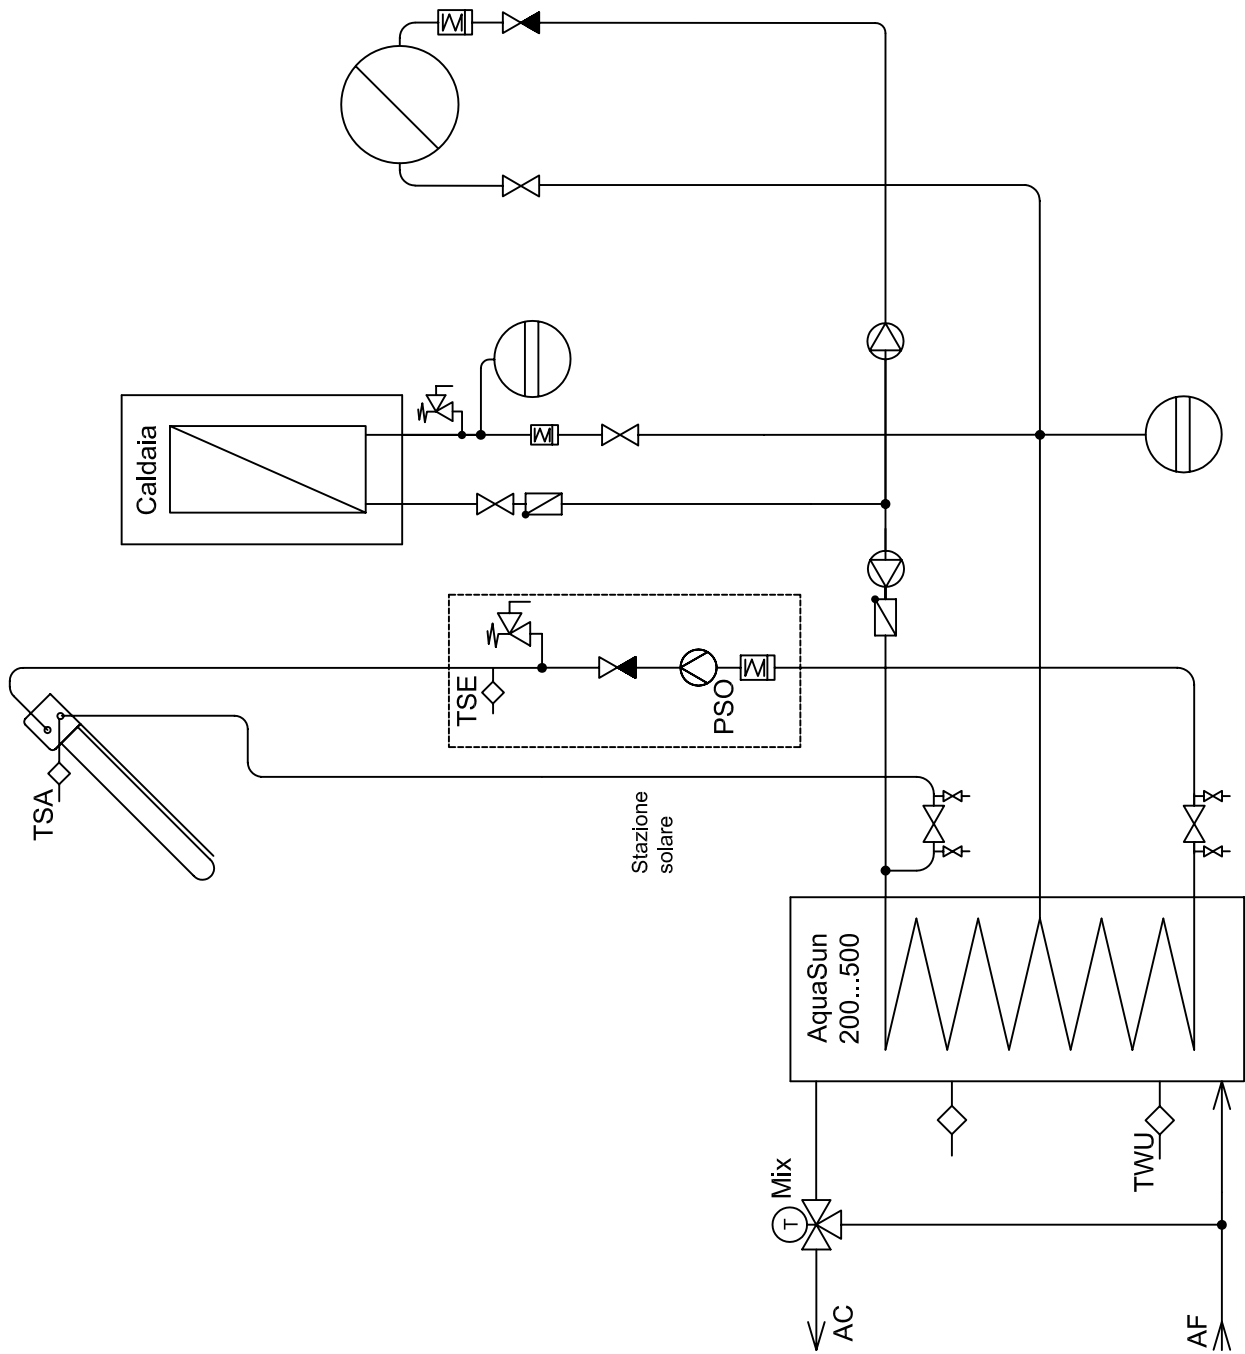 Caldaia
TSA
TSE
PSO
Stazione
solare
AquaSun
200...500
Mix
T
TWU
AC
AF